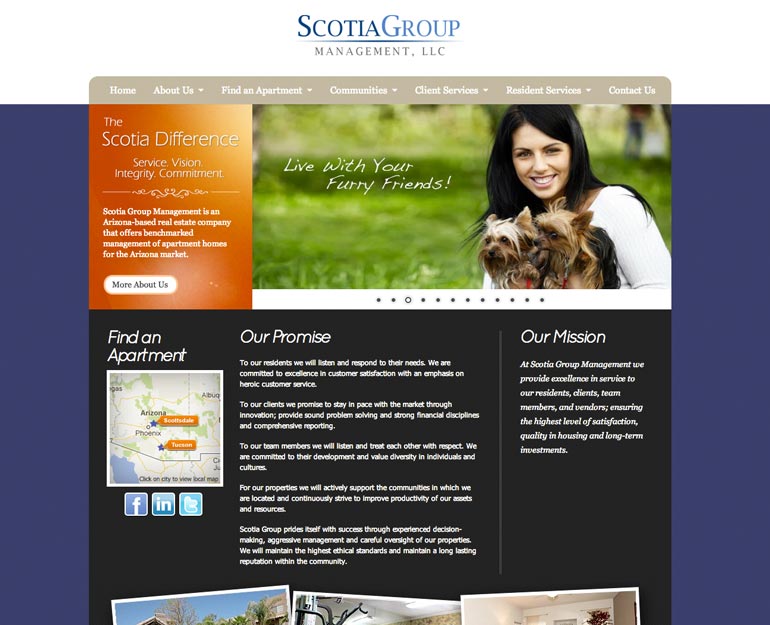 SCOTIAGROUP
MANAGEMENT, LLC
Home About Us Find an Apartment Communities Client Services Resident Services Contact Us
The
Scotia Difference
Service. Vision.
Integrity. Commitment.
Scotia Group Management is an
Arizona-based real estate company
that offers benchmarked
management of apartment homes
for the Arizona market.
More About Us
Live With Your
Furry Friends!
Find an
Apartment
gas
Albuq
Arizona
Scottsdale
Phoenix
Tucson
Click on city to view local map
Our Promise
To our residents we will listen and respond to their needs. We are
committed to excellence in customer satisfaction with an emphasis on
heroic customer service.
To our clients we promise to stay in pace with the market through
innovation; provide sound problem solving and strong financial disciplines
and comprehensive reporting.
To our team members we will listen and treat each other with respect. We
are committed to their development and value diversity in individuals and
cultures.
For our properties we will actively support the communities in which we
are located and continuously strive to improve productivity of our assets
and resources.
Scotia Group prides itself with success through experienced decision-
making, aggressive management and careful oversight of our properties.
We will maintain the highest ethical standards and maintain a long lasting
reputation within the community.
Our Mission
At Scotia Group Management we
provide excellence in service to
our residents, clients, team
members, and vendors; ensuring
the highest level of satisfaction,
quality in housing and long-term
investments.